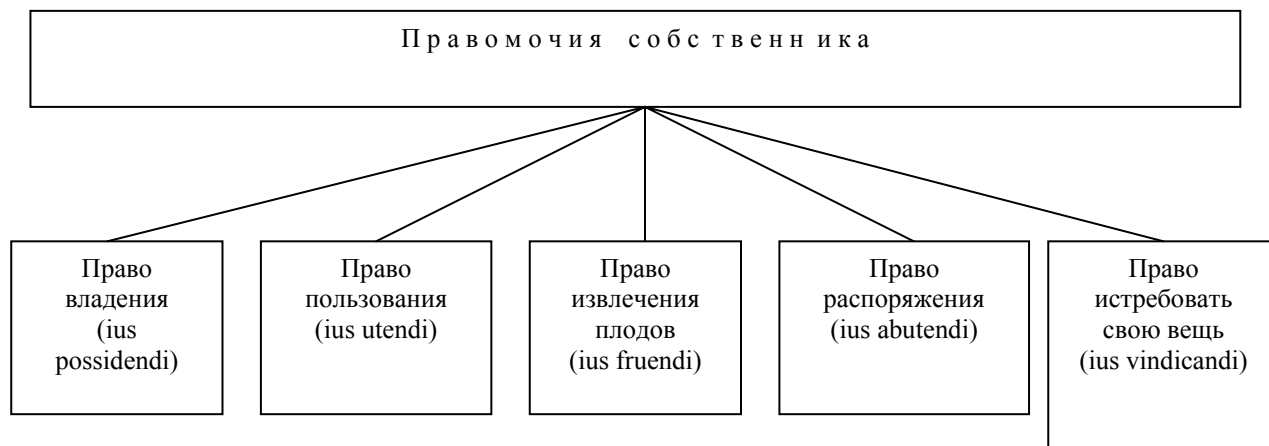 Правомочия собственника
Право
владения
(ius
possidendi)
Право
пользования
(ius utendi)
Право
извлечения
плодов
(ius fruendi)
Право
распоряжения
(ius abutendi)
Право
истребовать
свою вещь
(ius vindicandi)